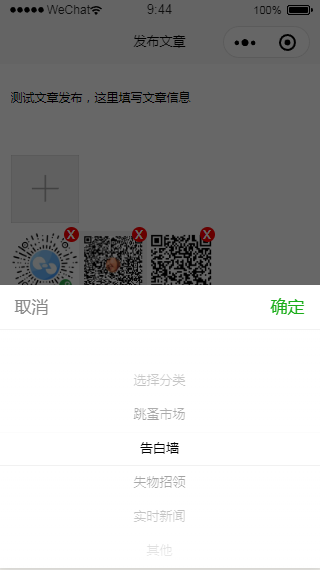 WeChat 9:44 100%
发布文章
测试文章发布，这里填写文章信息
X X X
取消 确定
选择分类
跳蚤市场
告白墙
失物招领
实时新闻
其他